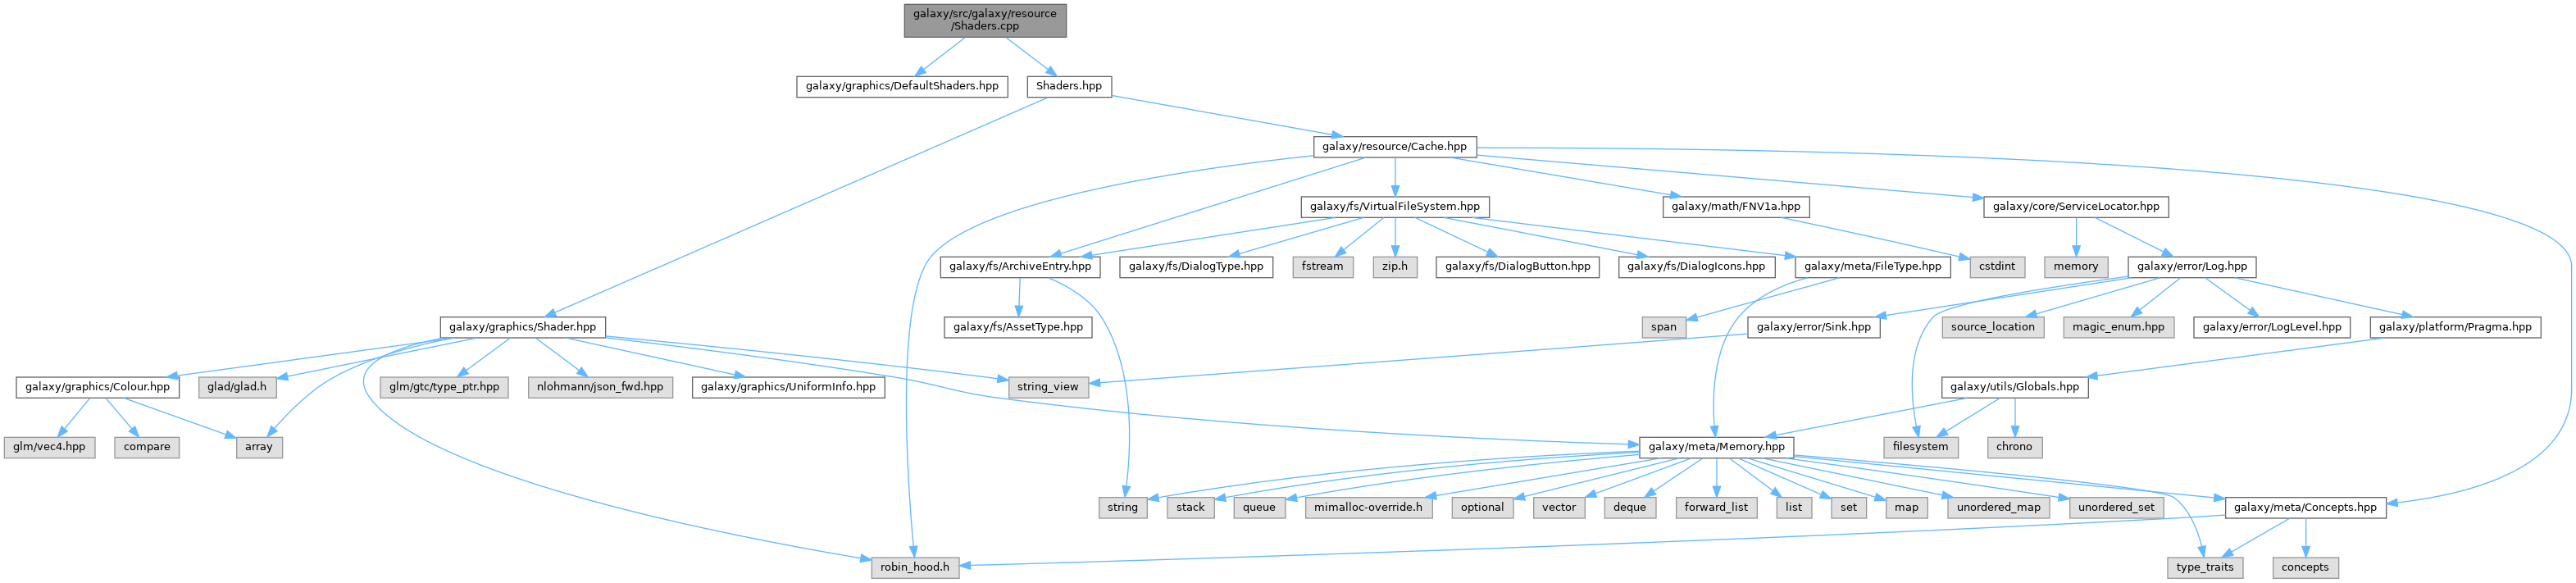 galaxy/src/galaxy/resource
/Shaders.cpp
galaxy/graphics/DefaultShaders.hpp
Shaders.hpp
galaxy/resource/Cache.hpp
galaxy/fs/VirtualFileSystem.hpp
galaxy/math/FNV1a.hpp
galaxy/core/ServiceLocator.hpp
galaxy/fs/ArchiveEntry.hpp
galaxy/fs/DialogType.hpp
fstream
zip.h
galaxy/fs/DialogButton.hpp
galaxy/fs/DialogIcons.hpp
galaxy/meta/FileType.hpp
cstdint
memory
galaxy/error/Log.hpp
galaxy/graphics/Shader.hpp
galaxy/fs/AssetType.hpp
span
galaxy/error/Sink.hpp
source_location
magic_enum.hpp
galaxy/error/LogLevel.hpp
galaxy/platform/Pragma.hpp
galaxy/graphics/Colour.hpp
glad/glad.h
glm/gtc/type_ptr.hpp
nlohmann/json_fwd.hpp
galaxy/graphics/UniformInfo.hpp
string_view
galaxy/utils/Globals.hpp
glm/vec4.hpp
compare
array
galaxy/meta/Memory.hpp
filesystem
chrono
string
stack
queue
mimalloc-override.h
optional
vector
deque
forward_list
list
set
map
unordered_map
unordered_set
galaxy/meta/Concepts.hpp
robin_hood.h
type_traits
concepts